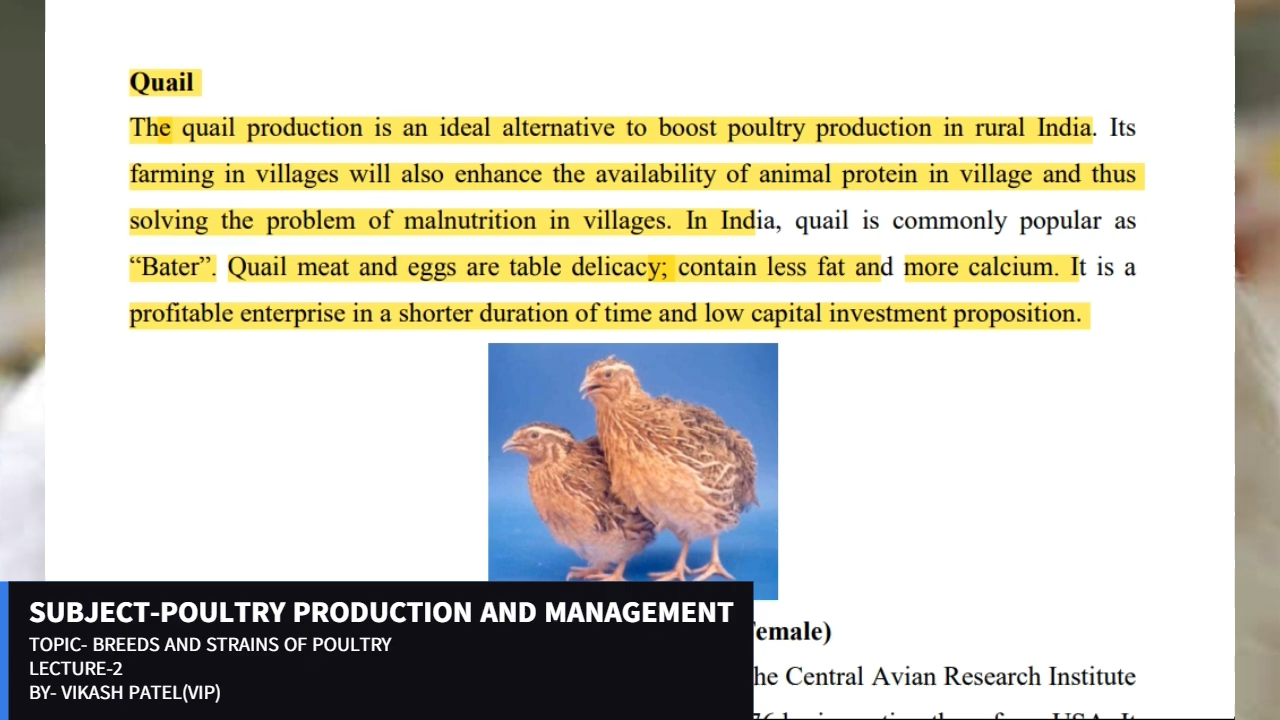 Quail
The quail production is an ideal alternative to boost poultry production in rural India. Its
farming in villages will also enhance the availability of animal protein in village and thus
solving the problem of malnutrition in villages. In India, quail is commonly popular as
“Bater”. Quail meat and eggs are table delicacy; contain less fat and more calcium. It is a
profitable enterprise in a shorter duration of time and low capital investment proposition.
emale)
he Central Avian Research Institute
SUBJECT-POULTRY PRODUCTION AND MANAGEMENT
TOPIC- BREEDS AND STRAINS OF POULTRY
LECTURE-2
BY- VIKASH PATEL(VIP)